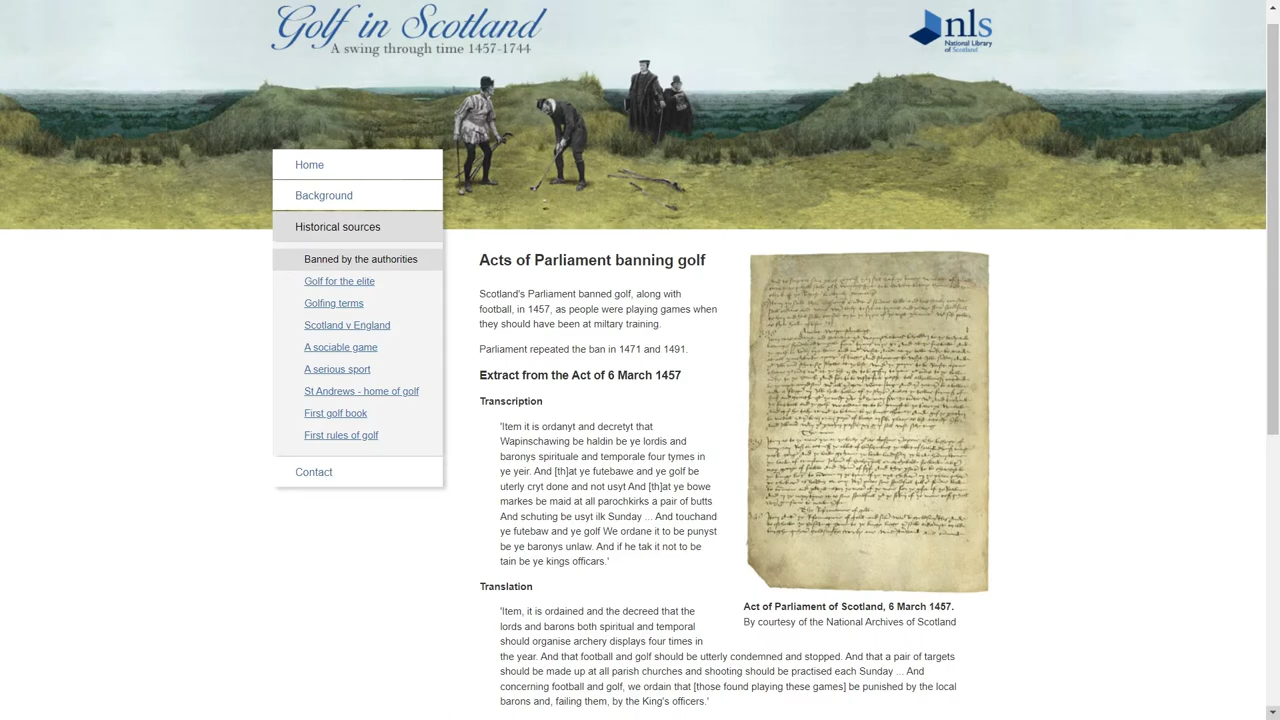 Golf in Scotland
A swing through time 1457-1744
nls
National Library
of Scotland
Home
Background
Historical sources
Banned by the authorities
Golf for the elite
Golfing terms
Scotland v England
A sociable game
A serious sport
St Andrews - home of golf
First golf book
First rules of golf
Contact
Acts of Parliament banning golf
Scotland's Parliament banned golf, along with
football, in 1457, as people were playing games when
they should have been at miltary training.
Parliament repeated the ban in 1471 and 1491.
Extract from the Act of 6 March 1457
Transcription
'Item it is ordanyt and decretyt that
Wapinschawing be haldin be ye lordis and
baronys spirituale and temporale four tymes in
ye yeir. And [th]at ye futebawe and ye golf be
uterly cryt done and not usyt And [th]at ye bowe
markes be maid at all parochkirks a pair of butts
And schuting be usyt ilk Sunday ... And touchand
ye futebaw and ye golf We ordane it to be punyst
be ye baronys unlaw. And if he tak it not to be
tain be ye kings officars.'
Translation
'Item, it is ordained and the decreed that the
lords and barons both spiritual and temporal
should organise archery displays four times in
the year. And that football and golf should be utterly condemned and stopped. And that a pair of targets
should be made up at all parish churches and shooting should be practised each Sunday ... And
concerning football and golf, we ordain that [those found playing these games] be punished by the local
barons and, failing them, by the King's officers.'
Act of Parliament of Scotland, 6 March 1457.
By courtesy of the National Archives of Scotland